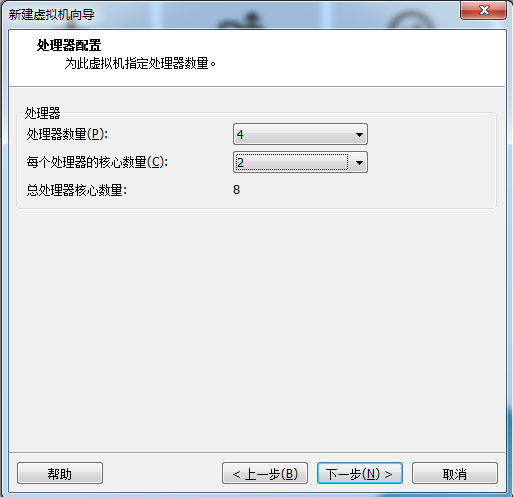 新建虚拟机向导
处理器配置
为此虚拟机指定处理器数量。
处理器
处理器数量(P): 4
每个处理器的核心数量(C): 2
总处理器核心数量: 8
帮助 < 上一步(B) 下一步(N) > 取消